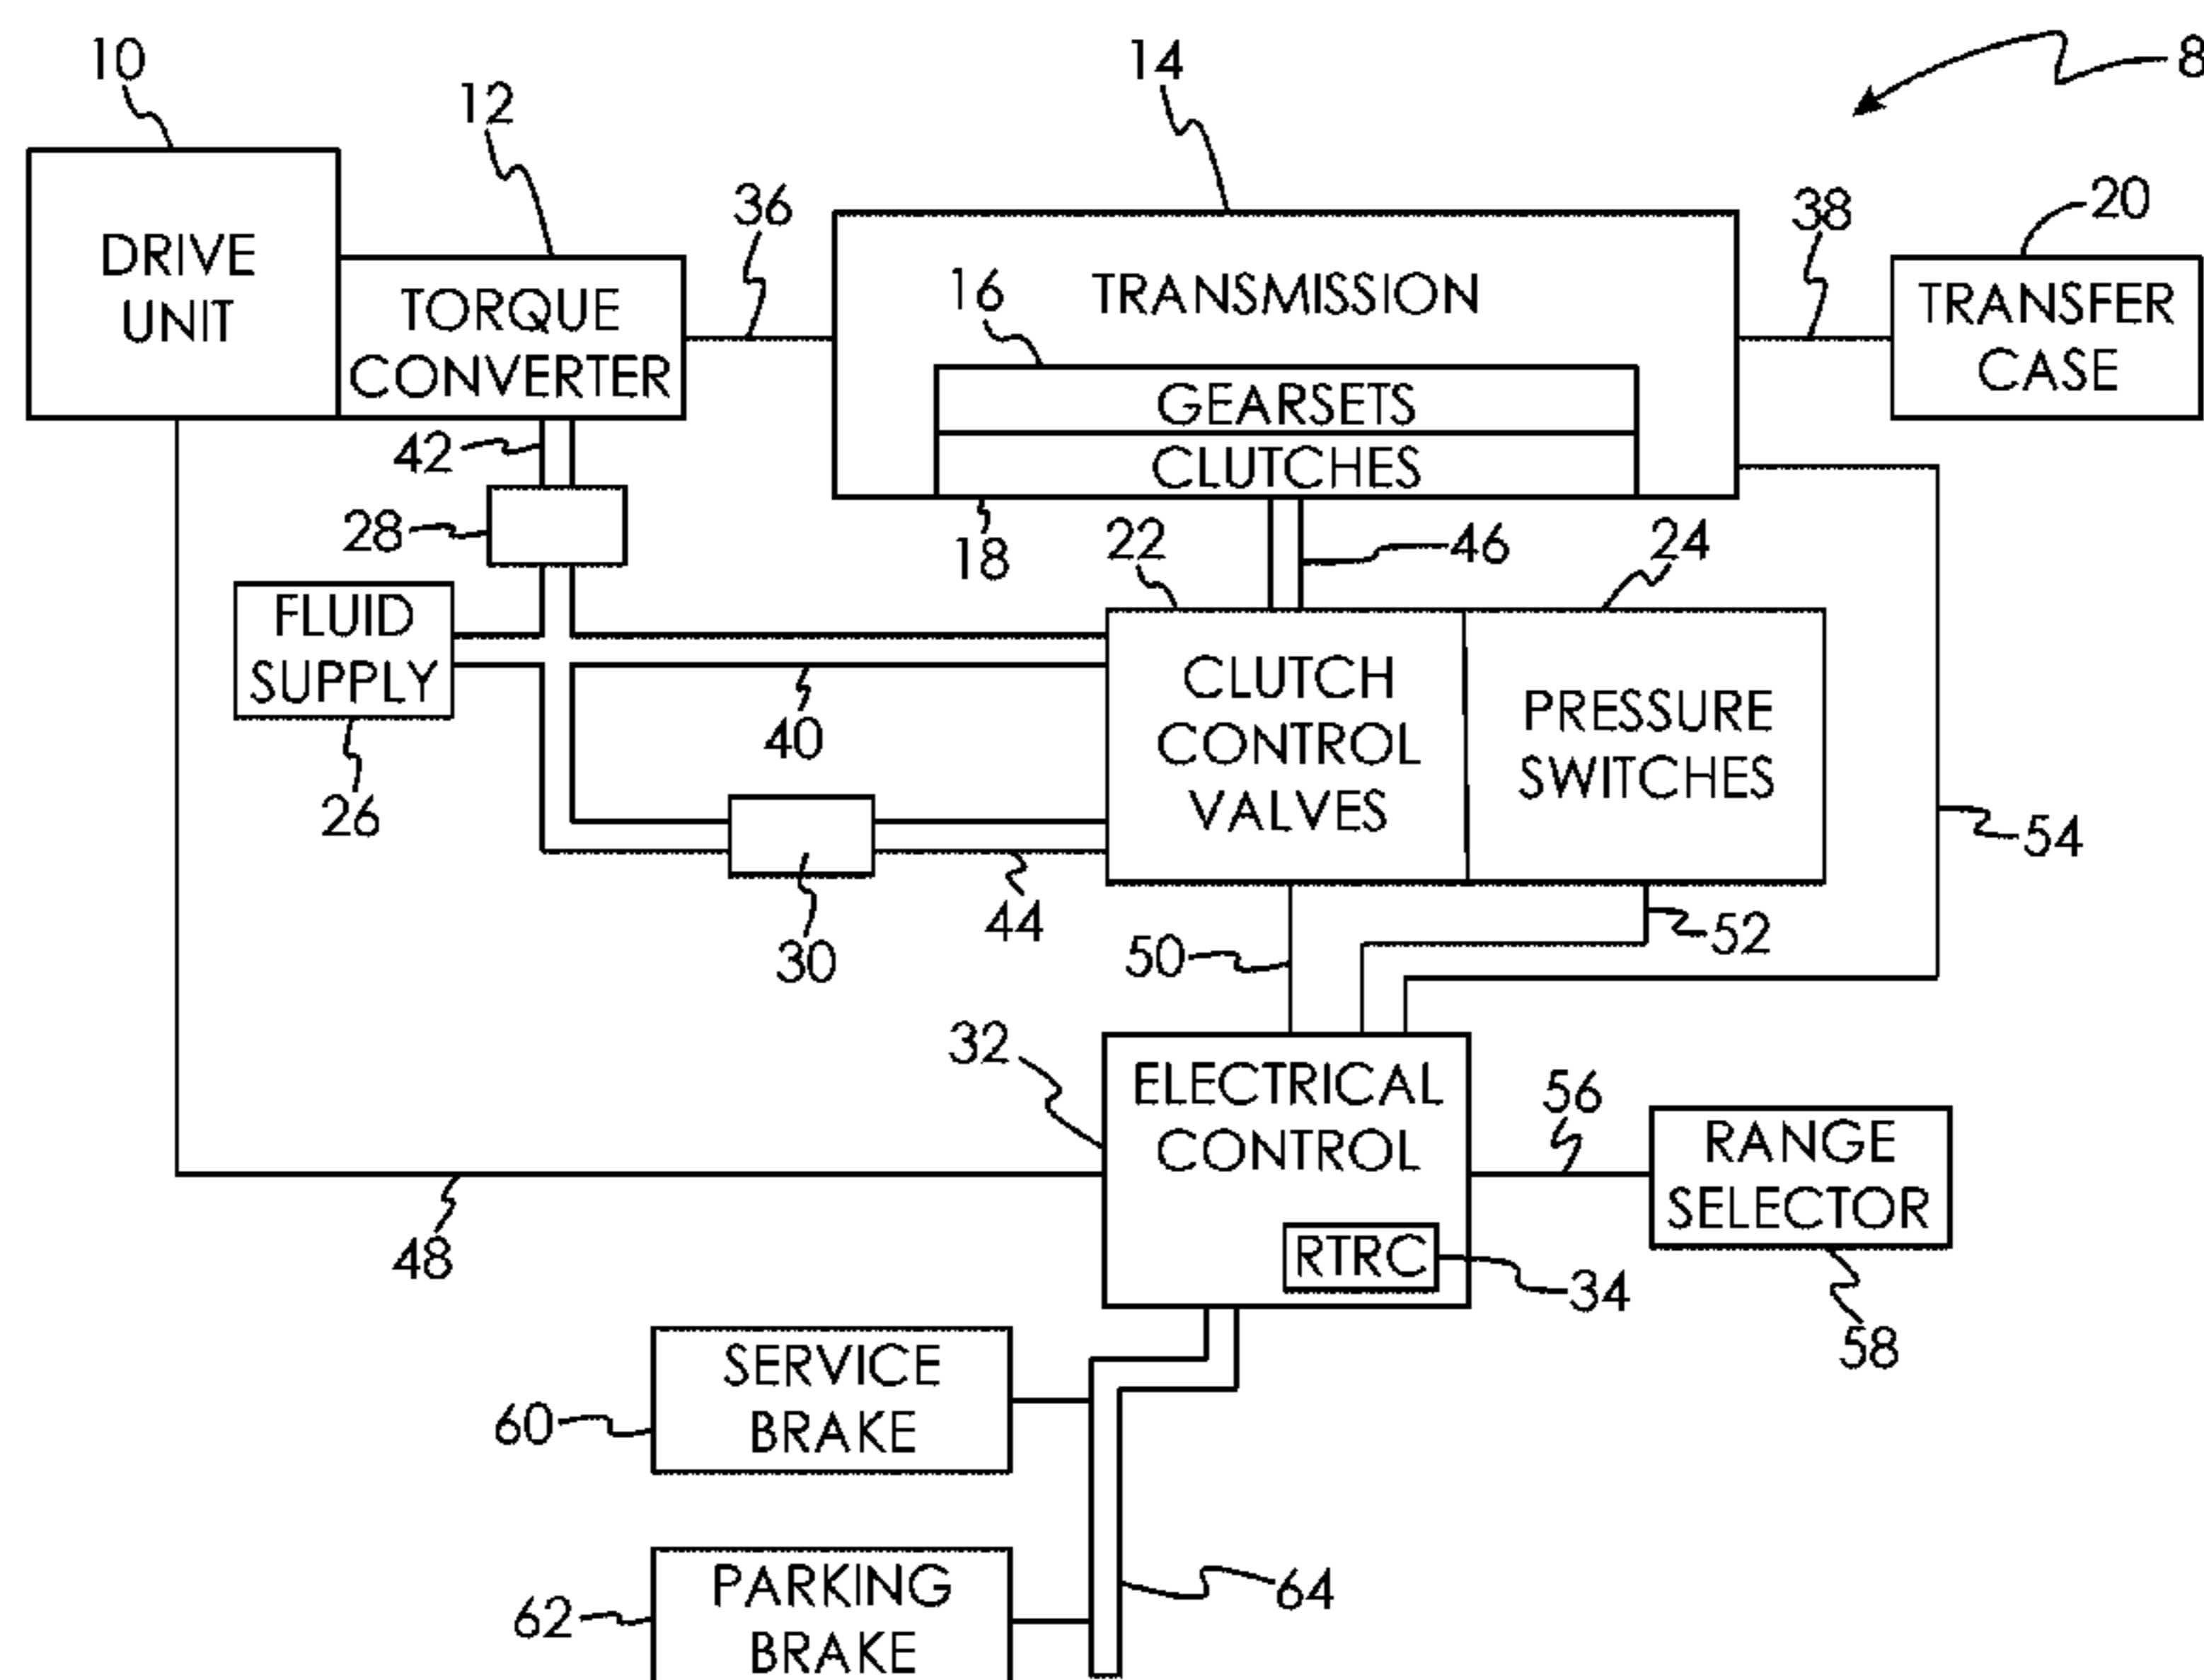 10
12
14
8
36
38
20
DRIVE
UNIT
TORQUE
CONVERTER
16
TRANSMISSION
TRANSFER
CASE
GEARSETS
CLUTCHES
42
28
18
22
46
24
FLUID
SUPPLY
26
40
CLUTCH
CONTROL
VALVES
PRESSURE
SWITCHES
54
30
44
50
52
32
ELECTRICAL
CONTROL
56
RANGE
SELECTOR
48
RTRC
34
58
SERVICE
BRAKE
60
PARKING
BRAKE
62
64